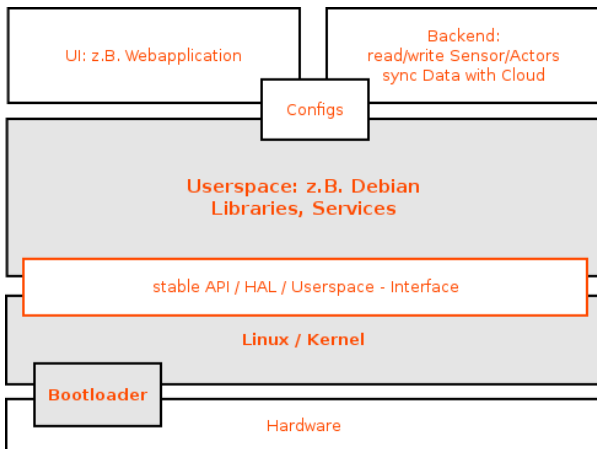 UI: z.B. Webapplication
Backend:
read/write Sensor/Actors
sync Data with Cloud
Configs
Userspace: z.B. Debian
Libraries, Services
stable API / HAL / Userspace - Interface
Linux / Kernel
Bootloader
Hardware